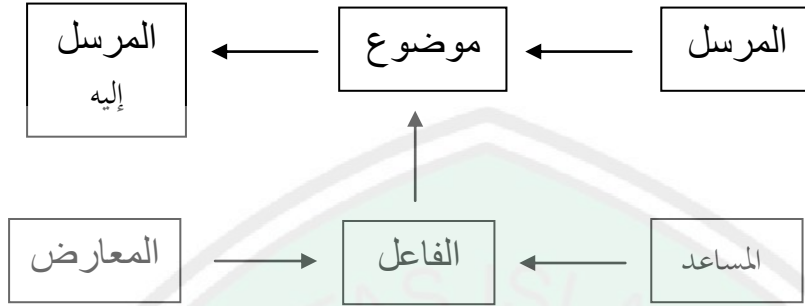 المرسل
موضوع
المرسل
إليه
المساعد
الفاعل
المعارض